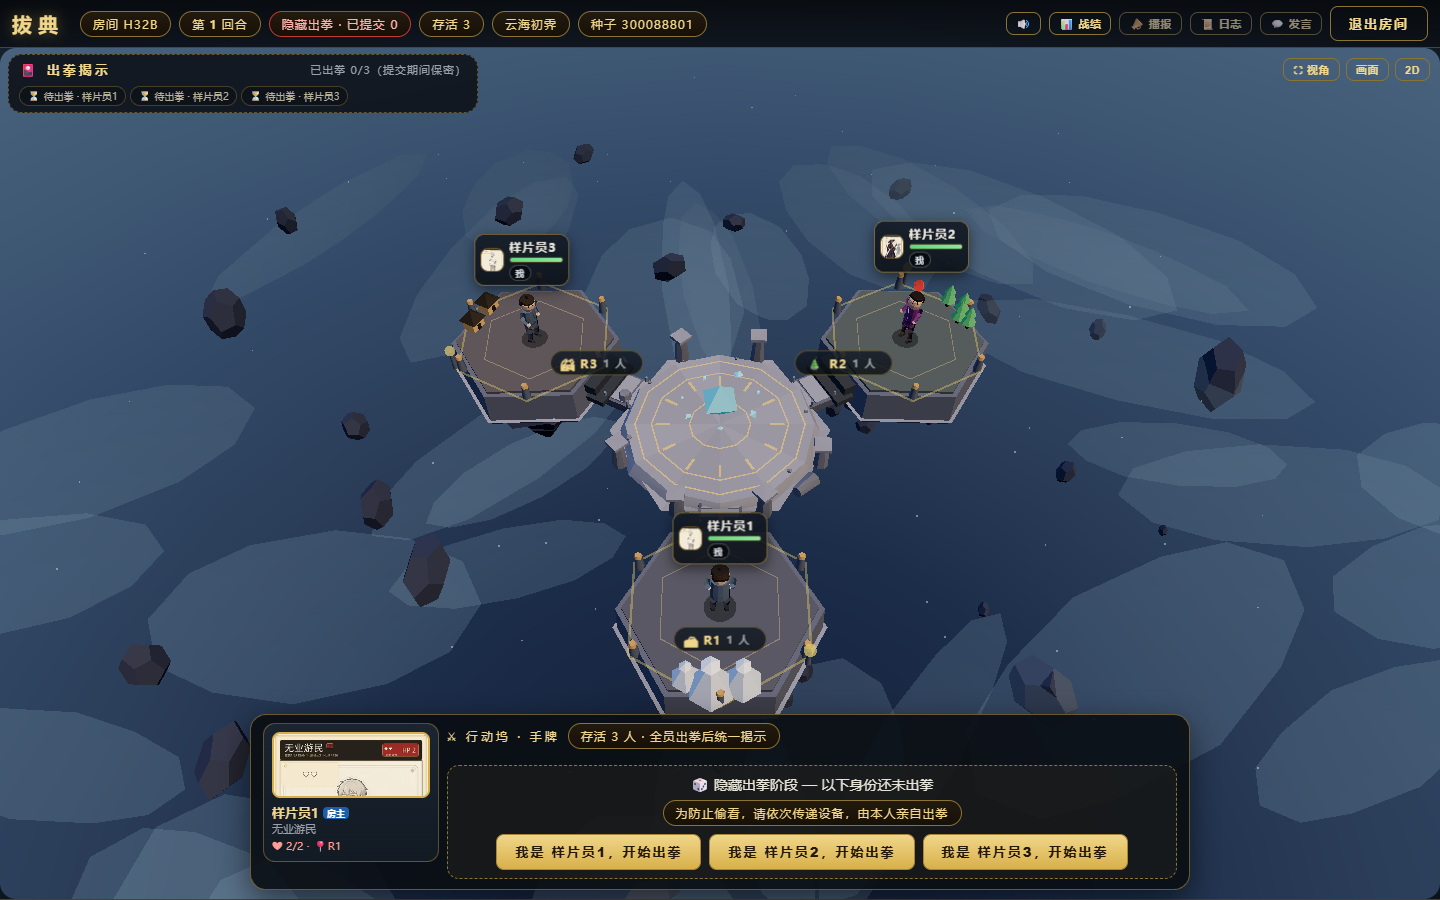 拔典
房间 H32B
第 1 回合
隐藏出拳 · 已提交 0
存活 3
云海初霁
种子 300088801
战结
播报
日志
发言
退出房间
出拳揭示
已出拳 0/3（提交期间保密）
待出拳 · 样片员1
待出拳 · 样片员2
待出拳 · 样片员3
视角
画面
2D
样片员3
我
样片员2
我
R3 1 人
R2 1 人
样片员1
我
R1 1 人
无业游民
HP 2
样片员1 房主
无业游民
2/2 · R1
行动坞 · 手牌
存活 3 人 · 全员出拳后统一揭示
隐藏出拳阶段 — 以下身份还未出拳
为防止偷看，请依次传递设备，由本人亲自出拳
我是 样片员1，开始出拳
我是 样片员2，开始出拳
我是 样片员3，开始出拳